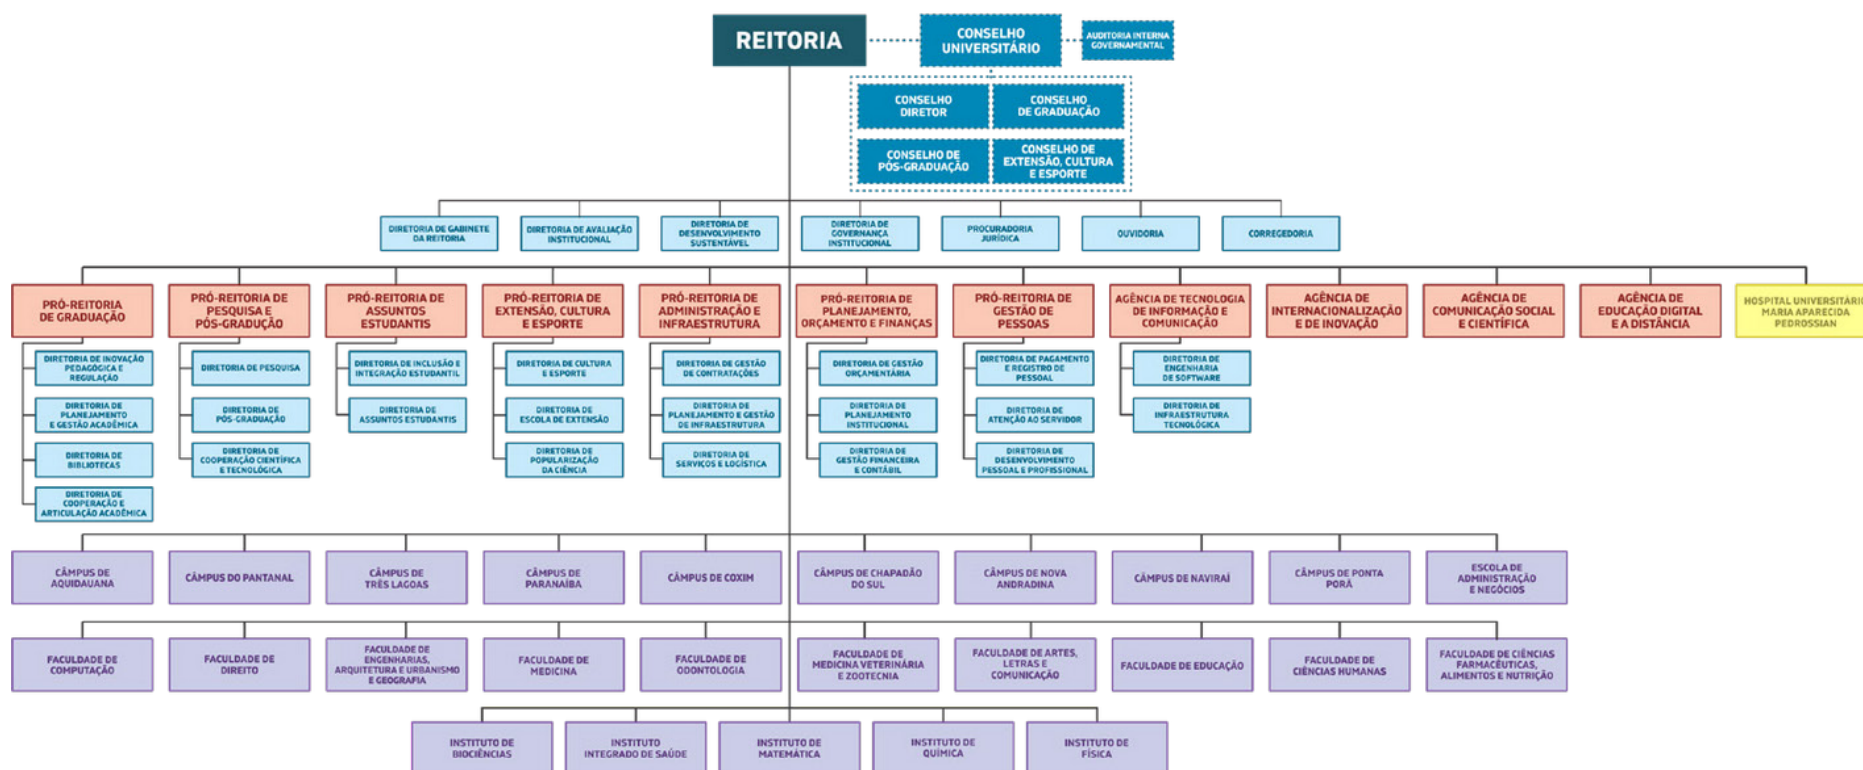 REITORIA
CONSELHO
UNIVERSITÁRIO
AUDITORIA INTERNA
GOVERNAMENTAL
CONSELHO
DIRETOR
CONSELHO
DE GRADUAÇÃO
CONSELHO DE
PÓS-GRADUAÇÃO
CONSELHO DE
EXTENSÃO, CULTURA
E ESPORTE
DIRETORIA DE GABINETE
DA REITORIA
DIRETORIA DE AVALIAÇÃO
INSTITUCIONAL
DIRETORIA DE
DESENVOLVIMENTO
SUSTENTÁVEL
DIRETORIA DE
GOVERNANÇA
INSTITUCIONAL
PROCURADORIA
JURÍDICA
OUVIDORIA
CORREGEDORIA
PRÓ-REITORIA
DE GRADUAÇÃO
PRÓ-REITORIA DE
PESQUISA E
PÓS-GRADUÇÃO
PRÓ-REITORIA DE
ASSUNTOS
ESTUDANTIS
PRÓ-REITORIA DE
EXTENSÃO, CULTURA
E ESPORTE
PRÓ-REITORIA DE
ADMINISTRAÇÃO E
INFRAESTRUTURA
PRÓ-REITORIA DE
PLANEJAMENTO,
ORÇAMENTO E FINANÇAS
PRÓ-REITORIA DE
GESTÃO DE
PESSOAS
AGÊNCIA DE TECNOLOGIA
DE INFORMAÇÃO E
COMUNICAÇÃO
AGÊNCIA DE
INTERNACIONALIZAÇÃO
E DE INOVAÇÃO
AGÊNCIA DE
COMUNICAÇÃO SOCIAL
E CIENTÍFICA
AGÊNCIA DE
EDUCAÇÃO DIGITAL
E A DISTÂNCIA
HOSPITAL UNIVERSITÁRIO
MARIA APARECIDA
PEDROSSIAN
DIRETORIA DE INOVAÇÃO
PEDAGÓGICA E
REGULAÇÃO
DIRETORIA DE PESQUISA
DIRETORIA DE INCLUSÃO E
INTEGRAÇÃO ESTUDANTIL
DIRETORIA DE CULTURA
E ESPORTE
DIRETORIA DE GESTÃO
DE CONTRATAÇÕES
DIRETORIA DE GESTÃO
ORÇAMENTÁRIA
DIRETORIA DE PAGAMENTO
E REGISTRO DE
PESSOAL
DIRETORIA DE
ENGENHARIA
DE SOFTWARE
DIRETORIA DE
PLANEJAMENTO
E GESTÃO ACADÊMICA
DIRETORIA DE
PÓS-GRADUAÇÃO
DIRETORIA DE
ASSUNTOS ESTUDANTIS
DIRETORIA DE
ESCOLA DE EXTENSÃO
DIRETORIA DE
PLANEJAMENTO E GESTÃO
DE INFRAESTRUTURA
DIRETORIA DE
PLANEJAMENTO
INSTITUCIONAL
DIRETORIA DE
ATENÇÃO AO SERVIDOR
DIRETORIA DE
INFRAESTRUTURA
TECNOLÓGICA
DIRETORIA DE
BIBLIOTECAS
DIRETORIA DE
COOPERAÇÃO CIENTÍFICA
E TECNOLÓGICA
DIRETORIA DE
POPULARIZAÇÃO
DA CIÊNCIA
DIRETORIA DE
SERVIÇOS E LOGÍSTICA
DIRETORIA DE
GESTÃO FINANCEIRA
E CONTÁBIL
DIRETORIA DE
DESENVOLVIMENTO
PESSOAL E PROFISSIONAL
DIRETORIA DE
COOPERAÇÃO E
ARTICULAÇÃO ACADÊMICA
CÂMPUS DE
AQUIDAUANA
CÂMPUS DO PANTANAL
CÂMPUS DE
TRÊS LAGOAS
CÂMPUS DE
PARANAÍBA
CÂMPUS DE COXIM
CÂMPUS DE CHAPADÃO
DO SUL
CÂMPUS DE NOVA
ANDRADINA
CÂMPUS DE NAVIRAÍ
CÂMPUS DE PONTA
PORÃ
ESCOLA DE
ADMINISTRAÇÃO
E NEGÓCIOS
FACULDADE DE
COMPUTAÇÃO
FACULDADE DE
DIREITO
FACULDADE DE
ENGENHARIAS,
ARQUITETURA E URBANISMO
E GEOGRAFIA
FACULDADE DE
MEDICINA
FACULDADE DE
ODONTOLOGIA
FACULDADE DE
MEDICINA VETERINÁRIA
E ZOOTECNIA
FACULDADE DE ARTES,
LETRAS E
COMUNICAÇÃO
FACULDADE DE EDUCAÇÃO
FACULDADE DE
CIÊNCIAS HUMANAS
FACULDADE DE CIÊNCIAS
FARMACÊUTICAS,
ALIMENTOS E NUTRIÇÃO
INSTITUTO DE
BIOCIÊNCIAS
INSTITUTO
INTEGRADO DE SAÚDE
INSTITUTO DE
MATEMÁTICA
INSTITUTO DE
QUÍMICA
INSTITUTO DE
FÍSICA